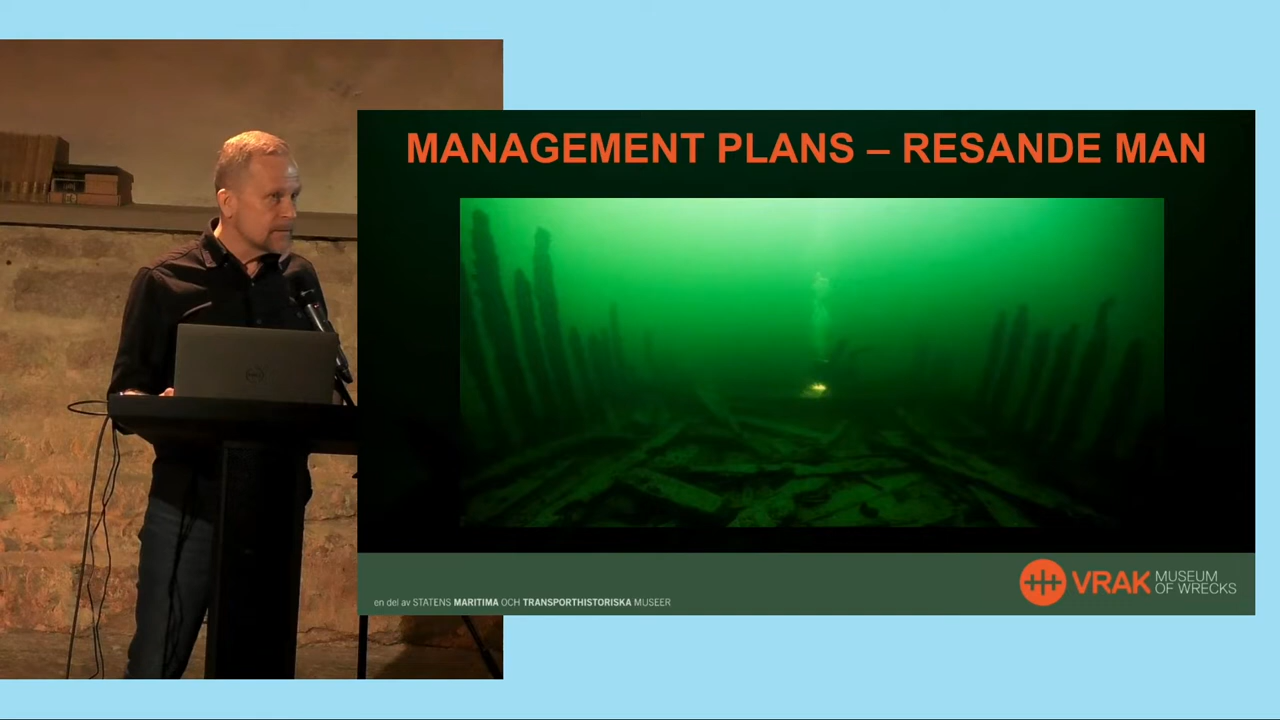 MANAGEMENT PLANS – RESANDE MAN
en del av STATENS MARITIMA OCH TRANSPORTHISTORISKA MUSEER
VRAK MUSEUM
OF WRECKS